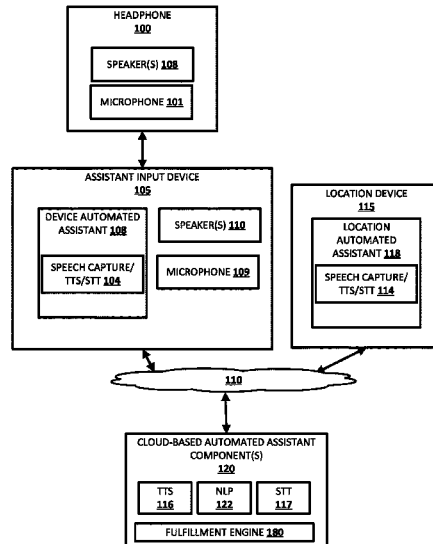 HEADPHONE
100
SPEAKER(S) 108
MICROPHONE 101
ASSISTANT INPUT DEVICE
105
DEVICE AUTOMATED
ASSISTANT 108
SPEECH CAPTURE/
TTS/STT 104
SPEAKER(S) 110
MICROPHONE 109
LOCATION DEVICE
115
LOCATION
AUTOMATED
ASSISTANT 118
SPEECH CAPTURE/
TTS/STT 114
110
CLOUD-BASED AUTOMATED ASSISTANT
COMPONENT(S)
120
TTS
116
NLP
122
STT
117
FULFILLMENT ENGINE 180